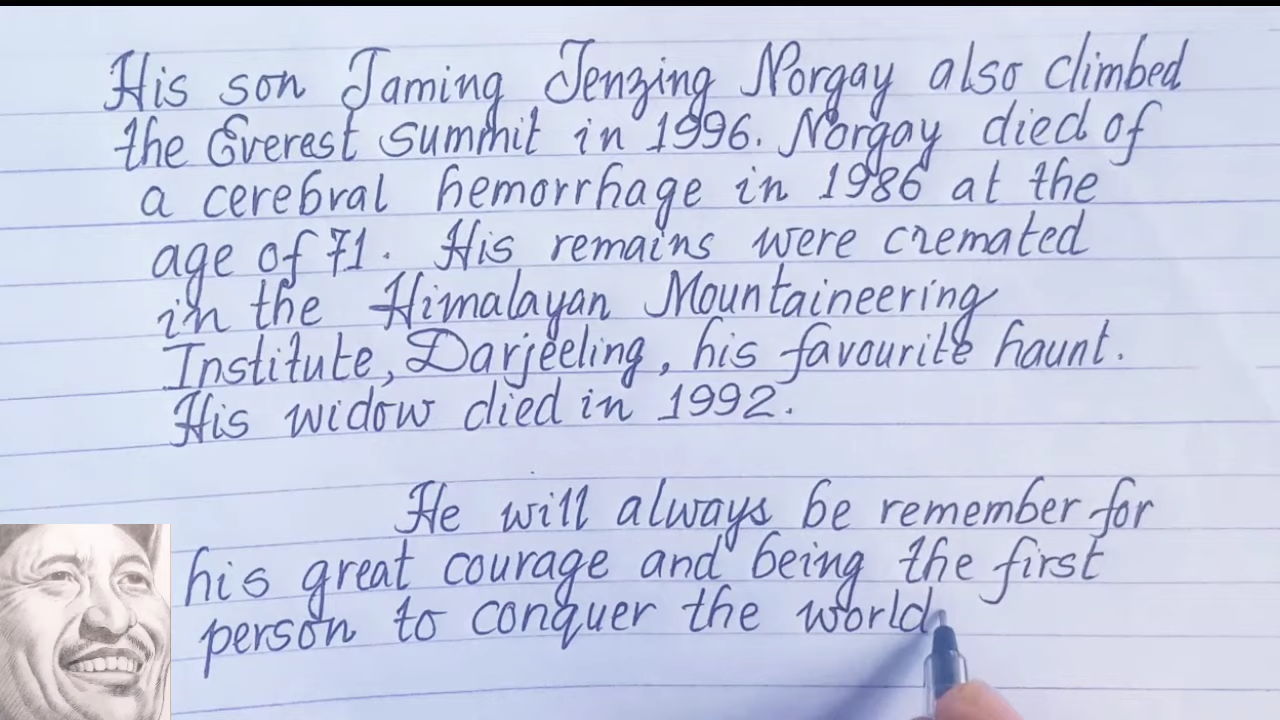 His son Jaming Tenzing Norgay also climbed
the Everest summit in 1996. Norgay died of
a cerebral hemorrhage in 1986 at the
age of 71. His remains were cremated
in the Himalayan Mountaineering
Institute, Darjeeling, his favourite haunt.
His widow died in 1992.
He will always be remember for
his great courage and being the first
person to conquer the world